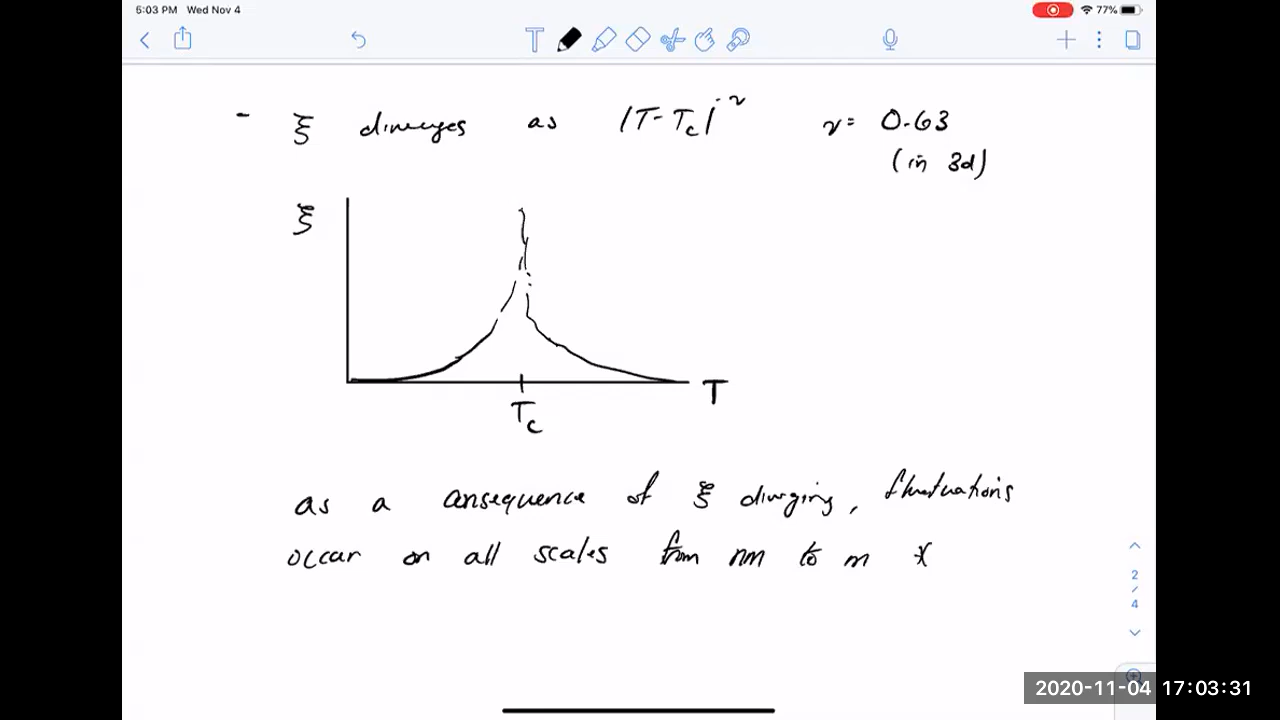 5:03 PM Wed Nov 4
77%
- ξ diverges as |T-Tc|^-ν ν= 0.63
(in 3d)
ξ
T
Tc
as a consequence of ξ diverging, fluctuations
occur on all scales from nm to m *
2
/
4
2020-11-04 17:03:31